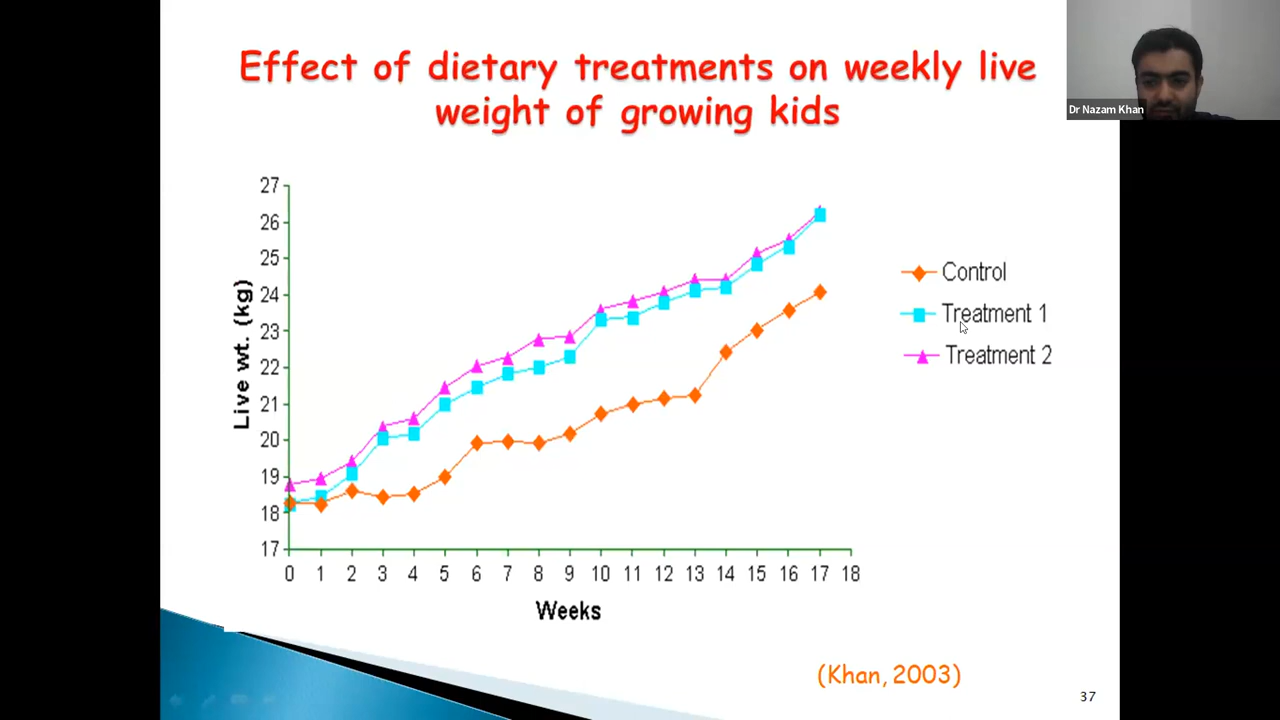 Effect of dietary treatments on weekly live
weight of growing kids
Dr Nazam Khan
27
26
25
24
23
22
21
20
19
18
17
Live wt. (kg)
0 1 2 3 4 5 6 7 8 9 10 11 12 13 14 15 16 17 18
Weeks
Control
Treatment 1
Treatment 2
(Khan, 2003)
37